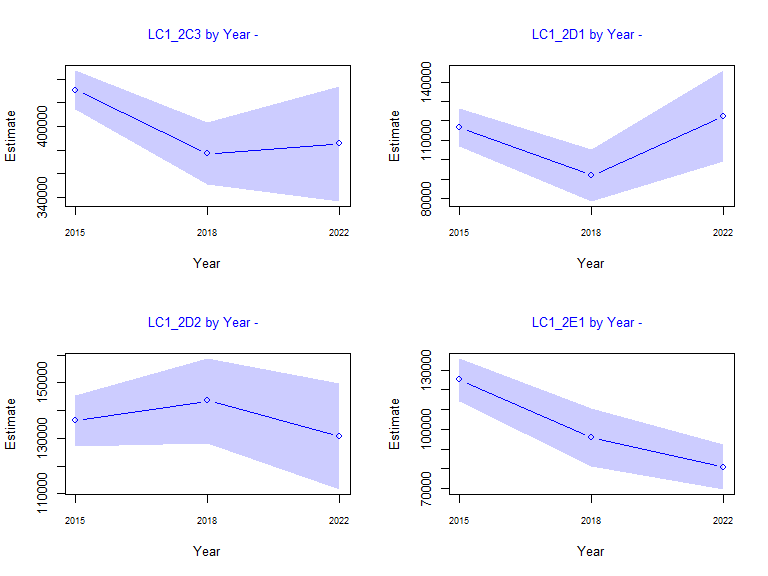 LC1_2C3 by Year -
Estimate
400000
340000
2015
2018
2022
Year
LC1_2D1 by Year -
Estimate
140000
110000
80000
2015
2018
2022
Year
LC1_2D2 by Year -
Estimate
150000
130000
110000
2015
2018
2022
Year
LC1_2E1 by Year -
Estimate
130000
100000
70000
2015
2018
2022
Year